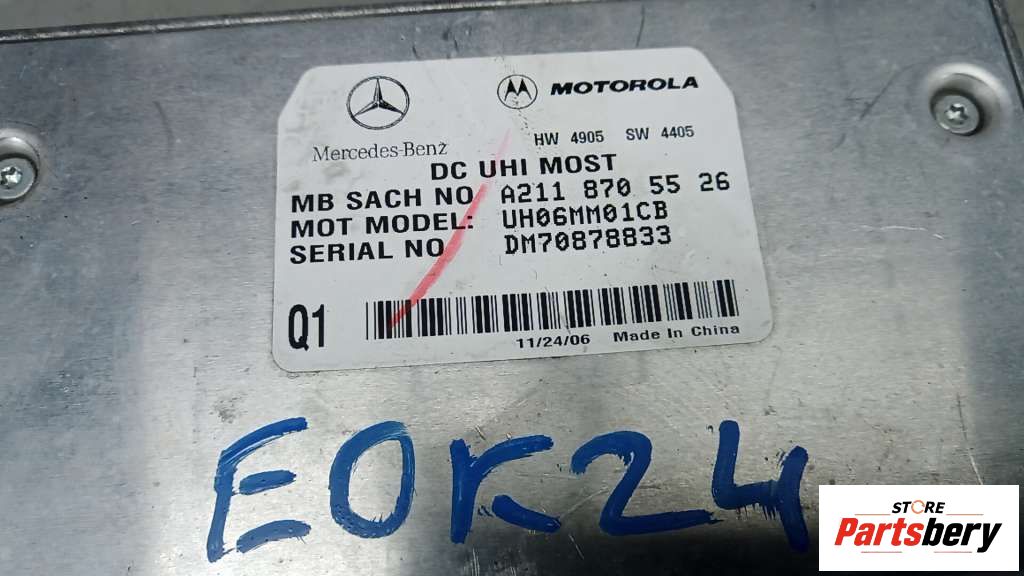 MOTOROLA
Mercedes-Benz
HW 4905 SW 4405
DC UHI MOST
MB SACH NO A211 870 55 26
MOT MODEL: UH06MM01CB
SERIAL NO DM70878833
Q1
11/24/06 Made In China
EOK24
STORE
Partsbery